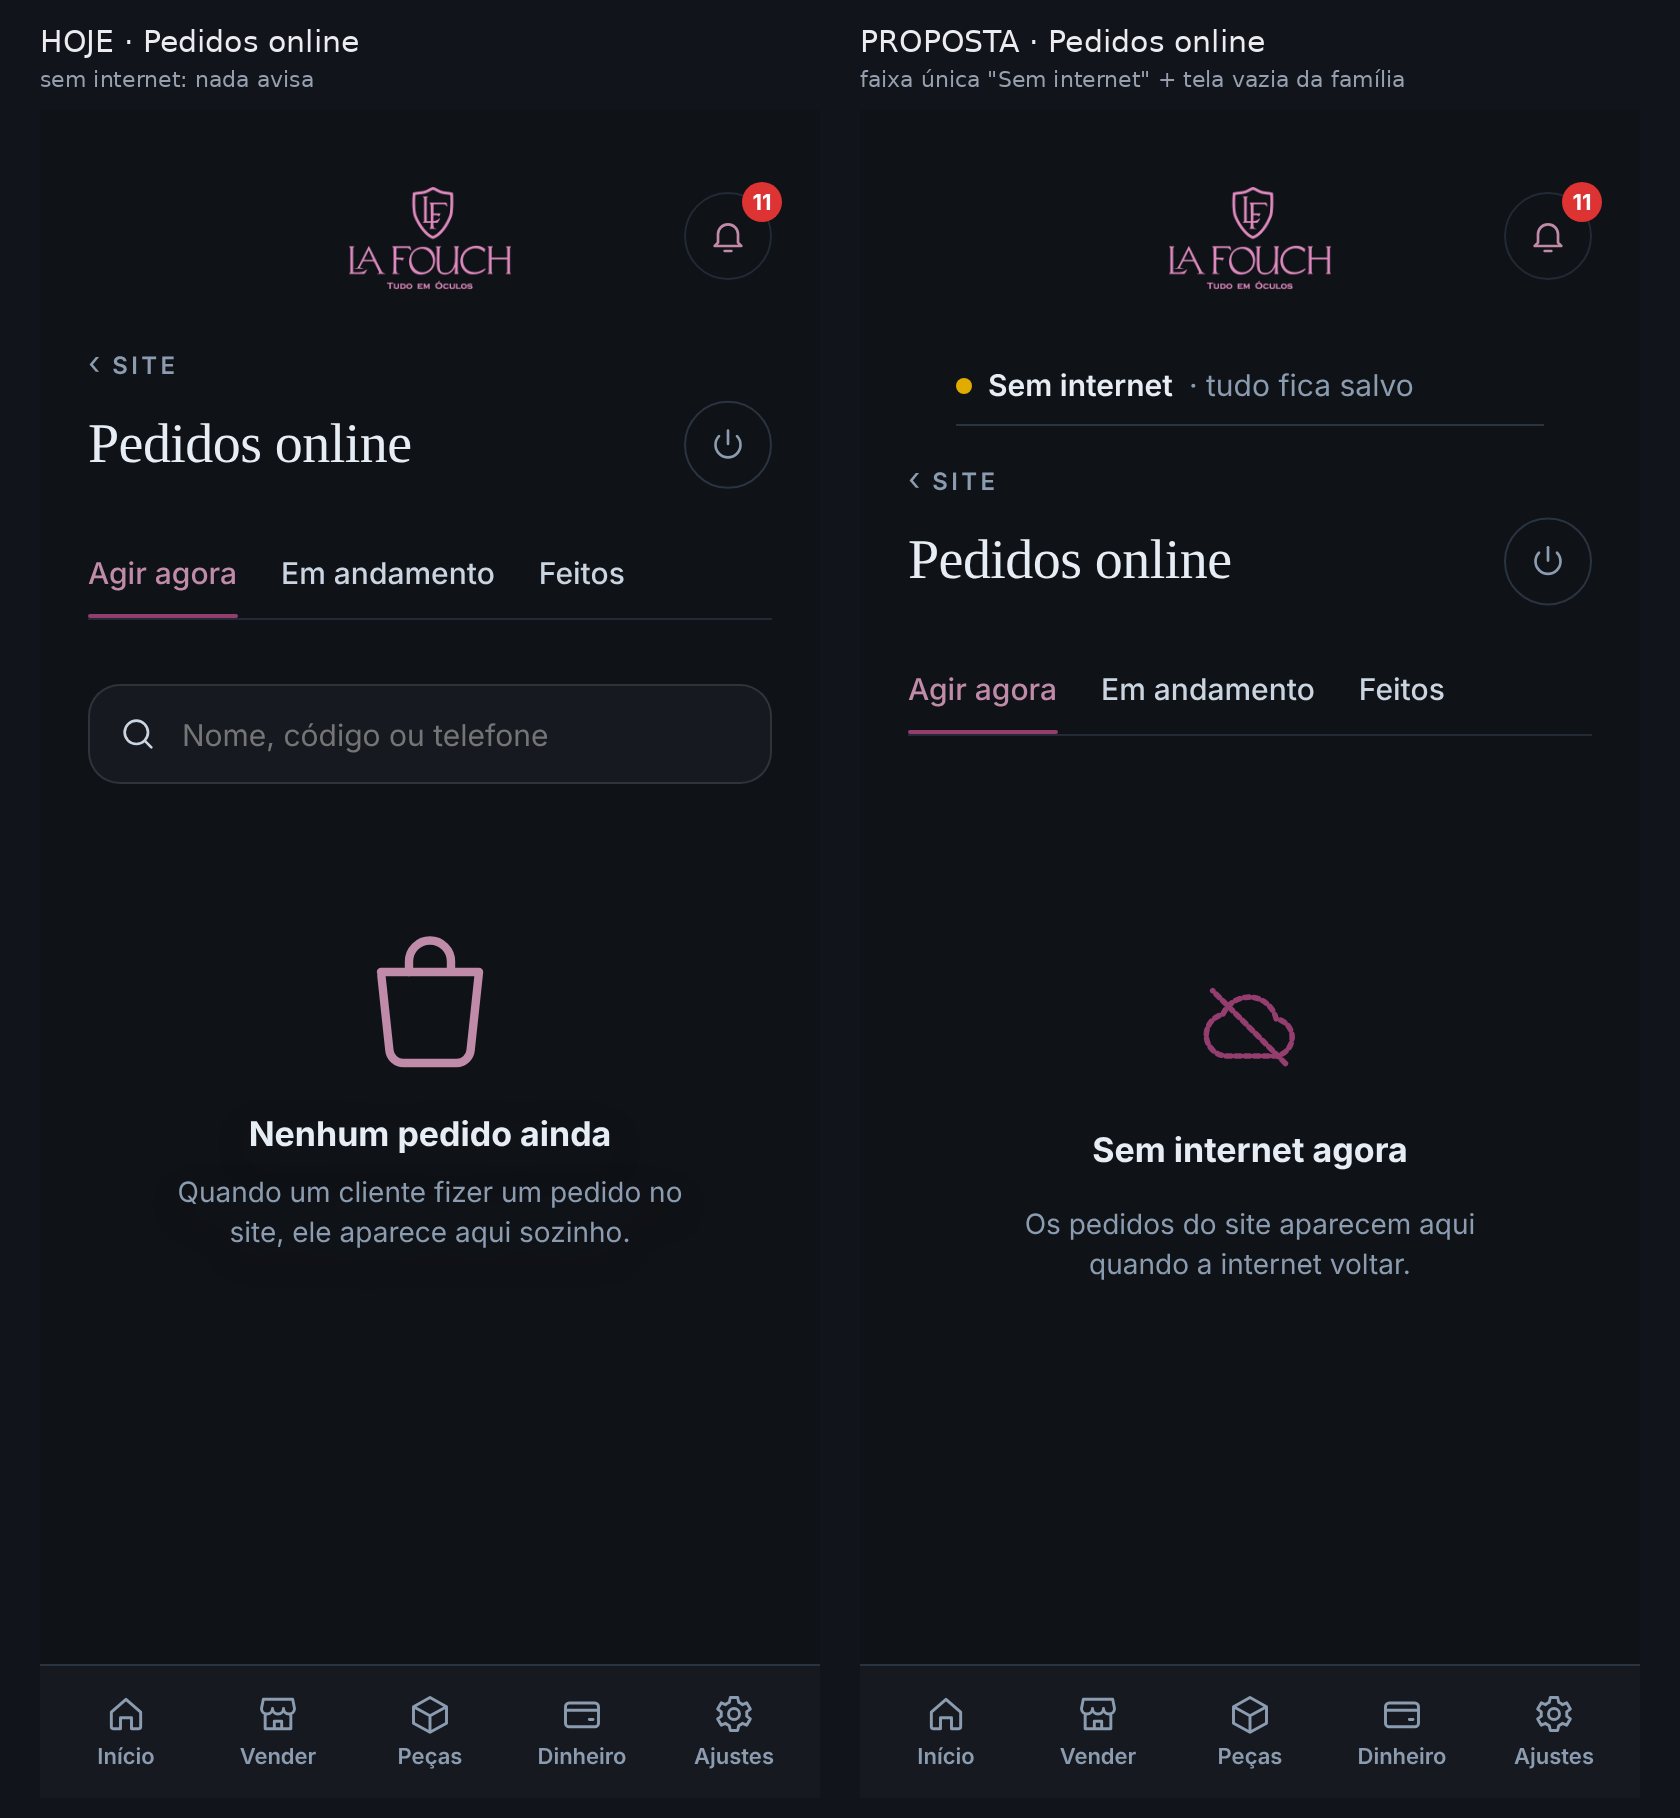 HOJE · Pedidos online
sem internet: nada avisa
LF
LA FOUCH
TUDO EM ÓCULOS
11
‹ SITE
Pedidos online
Agir agora
Em andamento
Feitos
Nome, código ou telefone
Nenhum pedido ainda
Quando um cliente fizer um pedido no
site, ele aparece aqui sozinho.
Início
Vender
Peças
Dinheiro
Ajustes
PROPOSTA · Pedidos online
faixa única "Sem internet" + tela vazia da família
LF
LA FOUCH
TUDO EM ÓCULOS
11
Sem internet · tudo fica salvo
‹ SITE
Pedidos online
Agir agora
Em andamento
Feitos
Sem internet agora
Os pedidos do site aparecem aqui
quando a internet voltar.
Início
Vender
Peças
Dinheiro
Ajustes